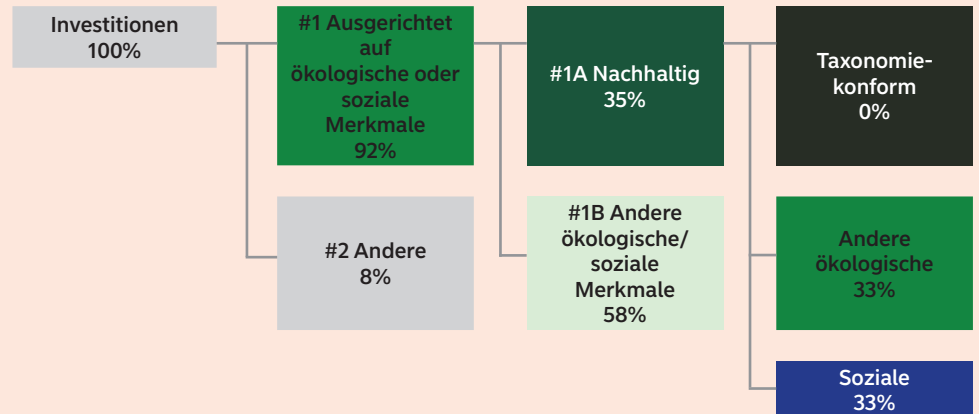 Investitionen
100%
#1 Ausgerichtet
auf
ökologische oder
soziale
Merkmale
92%
#2 Andere
8%
#1A Nachhaltig
35%
#1B Andere
ökologische/
soziale
Merkmale
58%
Taxonomie-
konform
0%
Andere
ökologische
33%
Soziale
33%